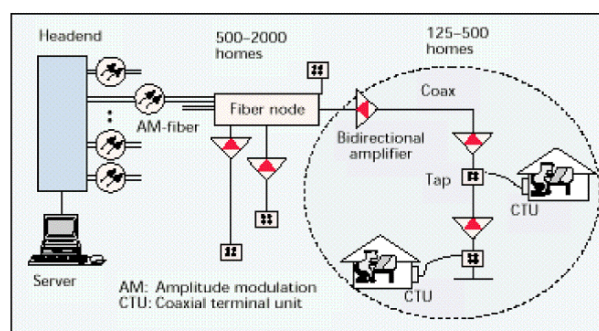 Headend
500-2000
homes
125-500
homes
AM-fiber
Fiber node
Coax
Bidirectional
amplifier
Tap
CTU
CTU
Server
AM: Amplitude modulation
CTU: Coaxial terminal unit